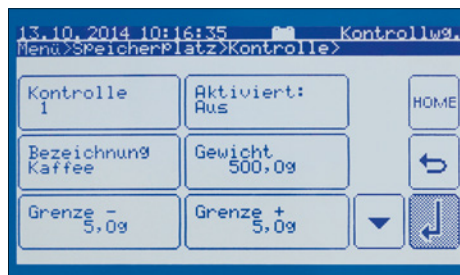 13.10.2014 10:16:35 Kontrollwg.
Menü>Speicherplatz>Kontrolle>
Kontrolle
1
Aktiviert:
Aus
HOME
Bezeichnung
Kaffee
Gewicht
500,0g
Grenze -
5,0g
Grenze +
5,0g